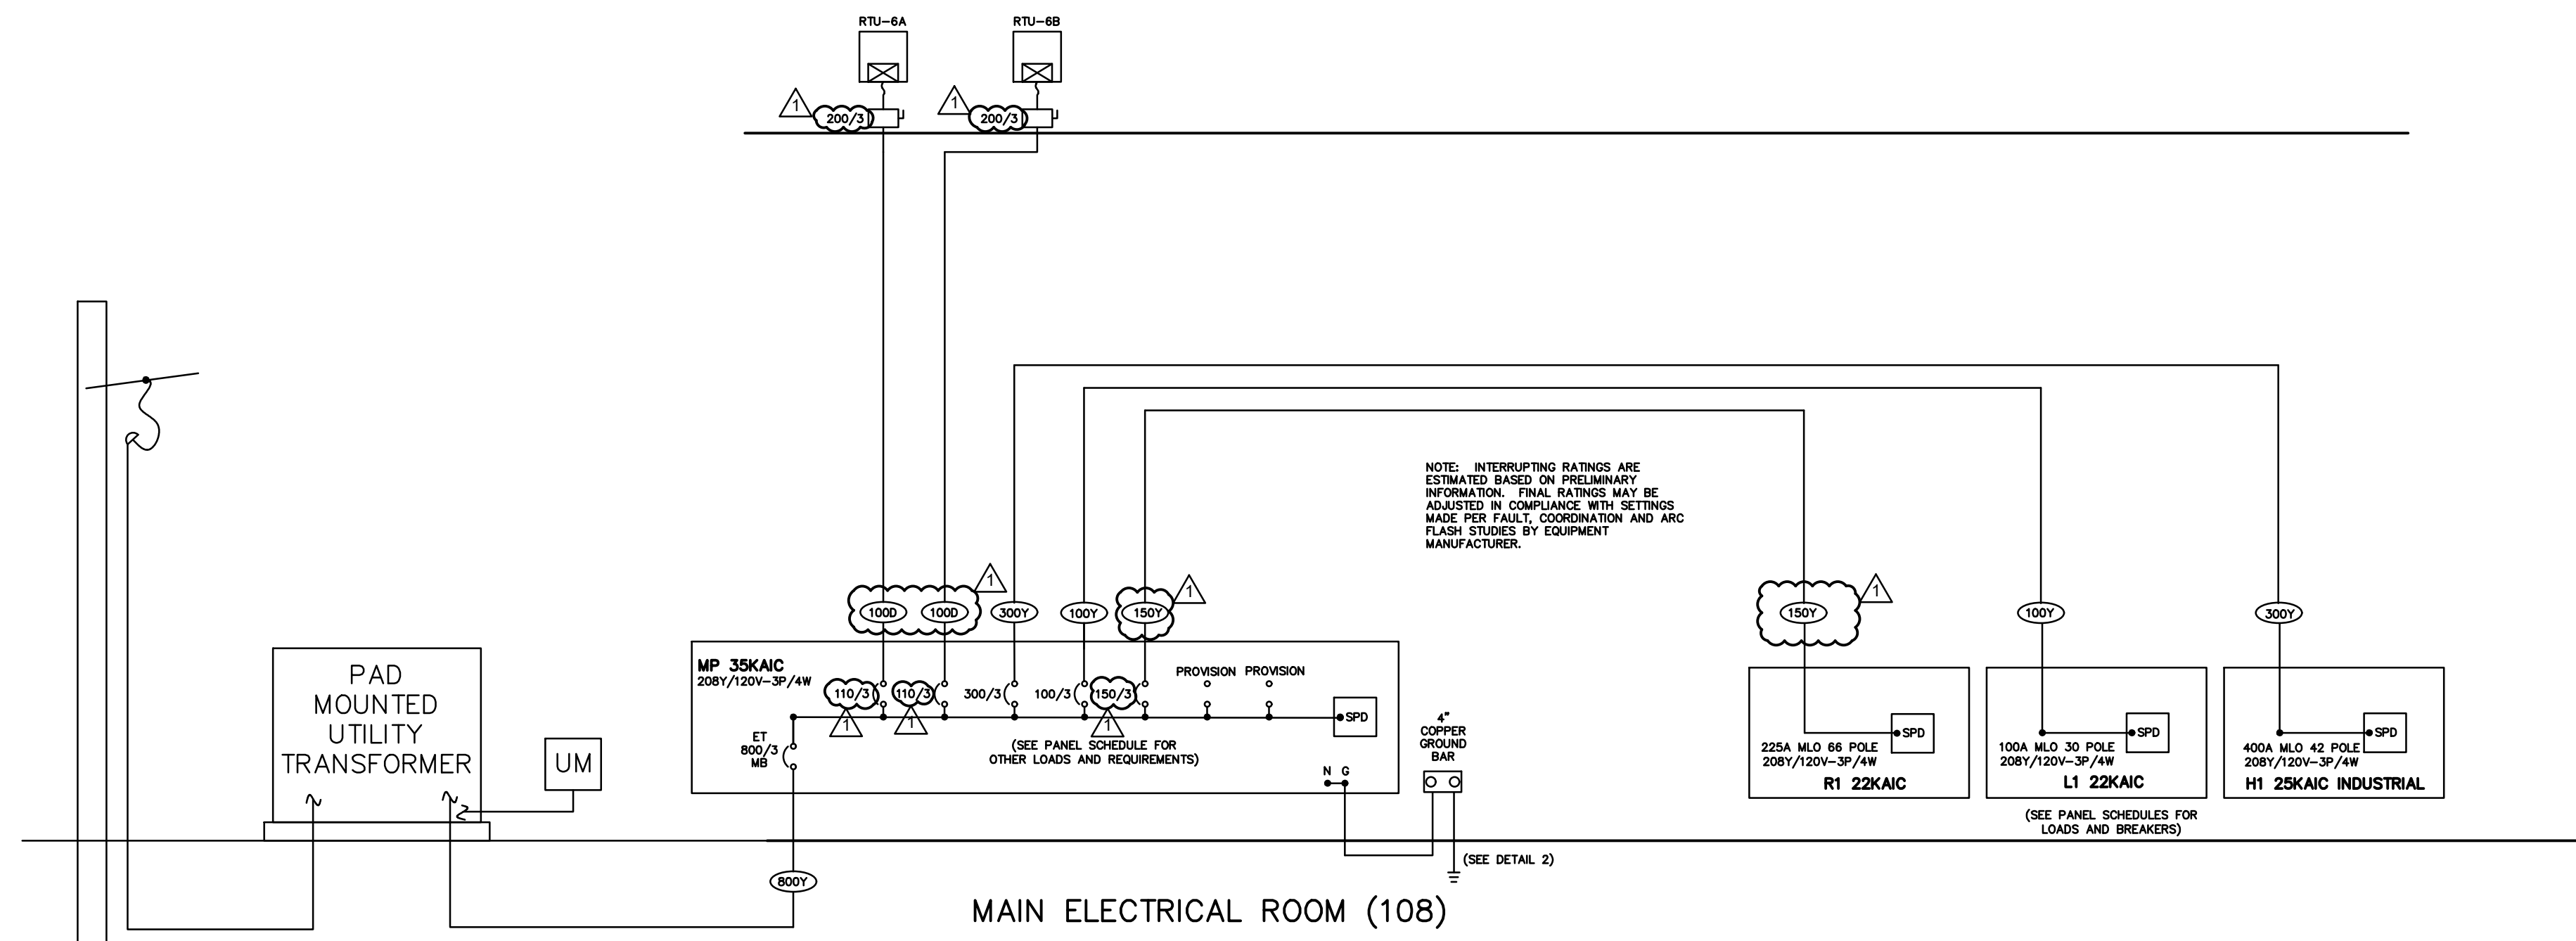 RTU-6A
RTU-6B
1
200/3
1
200/3
NOTE: INTERRUPTING RATINGS ARE
ESTIMATED BASED ON PRELIMINARY
INFORMATION. FINAL RATINGS MAY BE
ADJUSTED IN COMPLIANCE WITH SETTINGS
MADE PER FAULT, COORDINATION AND ARC
FLASH STUDIES BY EQUIPMENT
MANUFACTURER.
100D
100D
1
300Y
100Y
150Y
1
150Y
1
100Y
300Y
PAD
MOUNTED
UTILITY
TRANSFORMER
UM
MP 35KAIC
208Y/120V-3P/4W
110/3
1
110/3
1
300/3
100/3
150/3
1
PROVISION
PROVISION
SPD
ET
800/3
MB
(SEE PANEL SCHEDULE FOR
OTHER LOADS AND REQUIREMENTS)
N G
4"
COPPER
GROUND
BAR
SPD
225A MLO 66 POLE
208Y/120V-3P/4W
R1 22KAIC
SPD
100A MLO 30 POLE
208Y/120V-3P/4W
L1 22KAIC
SPD
400A MLO 42 POLE
208Y/120V-3P/4W
H1 25KAIC INDUSTRIAL
(SEE PANEL SCHEDULES FOR
LOADS AND BREAKERS)
(SEE DETAIL 2)
800Y
MAIN ELECTRICAL ROOM (108)